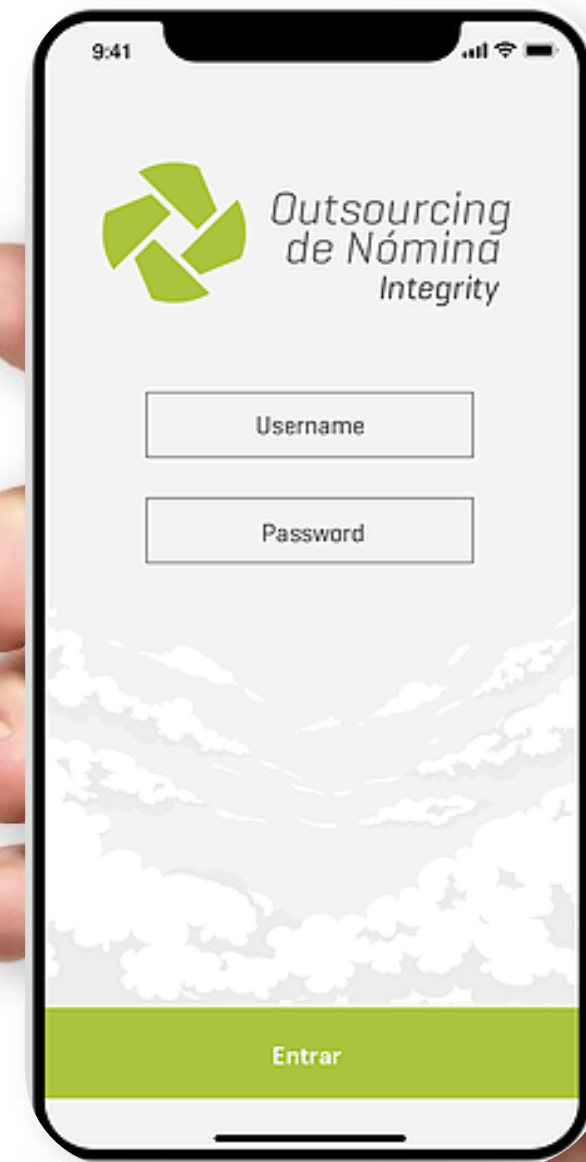 9:41
Outsourcing
de Nómina
Integrity
Username
Password
Entrar